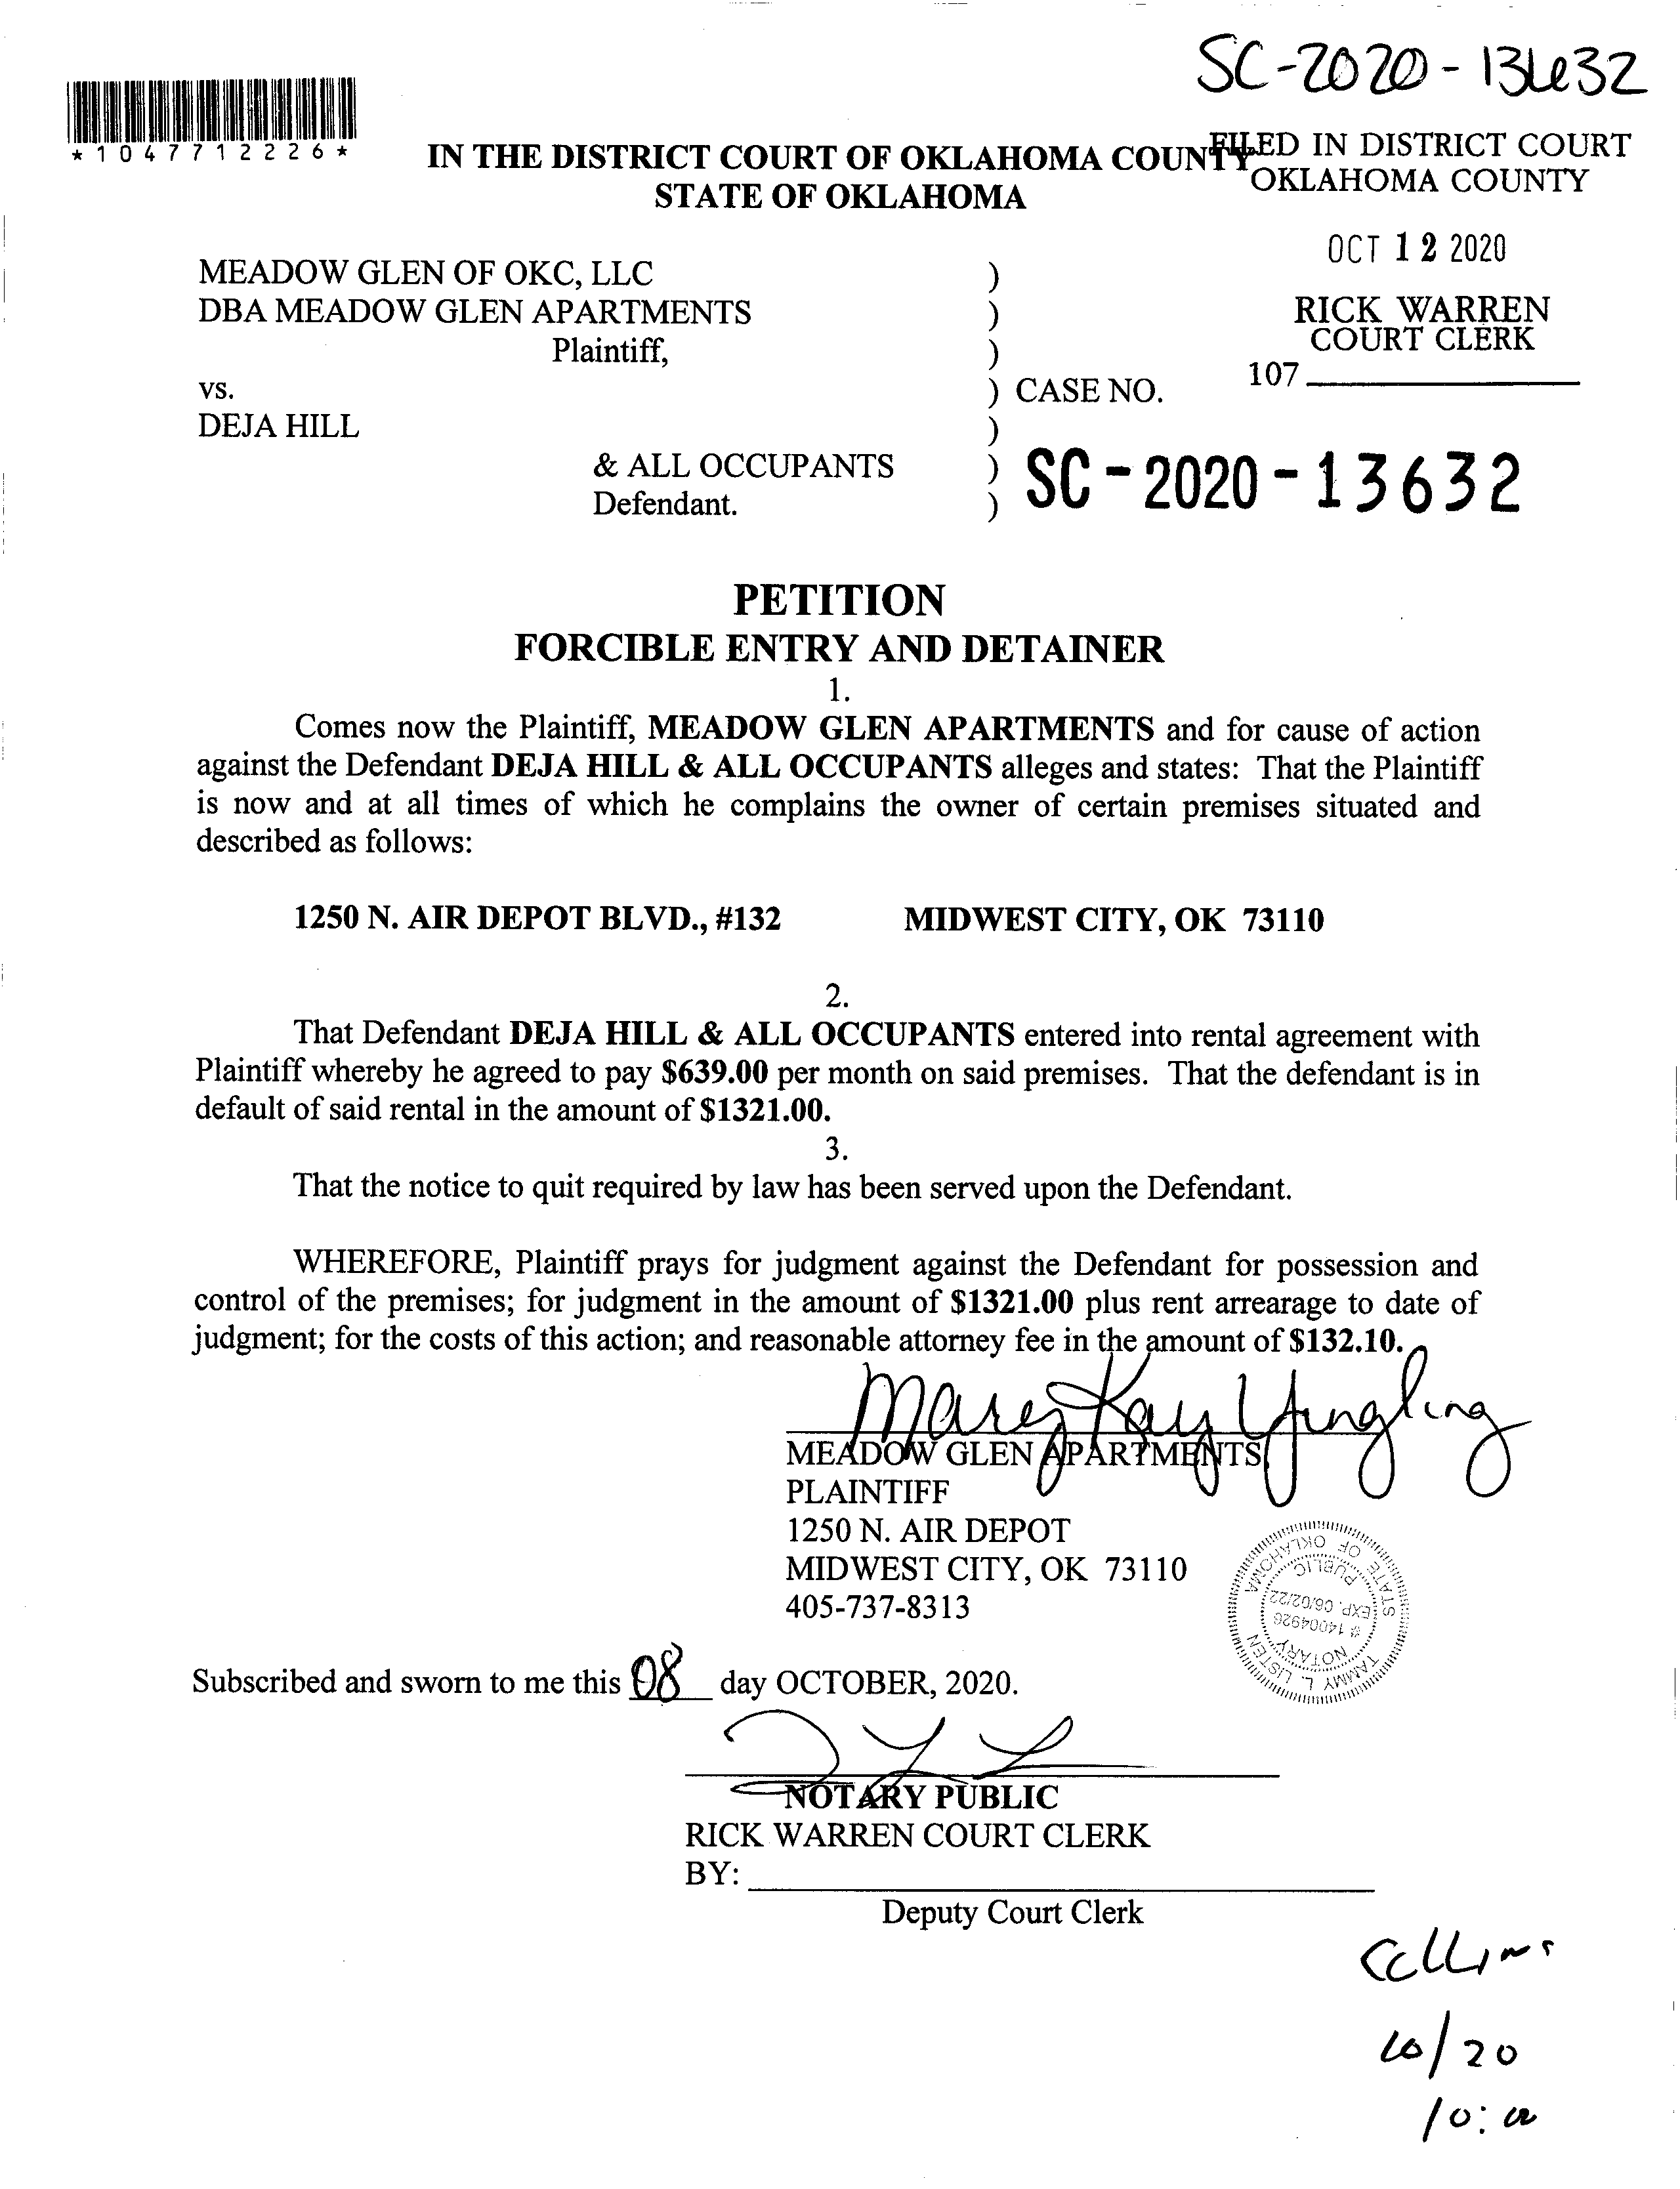 SC-2020-13632
*1047712226*
IN THE DISTRICT COURT OF OKLAHOMA COUNTY
STATE OF OKLAHOMA
FILED IN DISTRICT COURT
OKLAHOMA COUNTY
OCT 12 2020
RICK WARREN
COURT CLERK
107
MEADOW GLEN OF OKC, LLC )
DBA MEADOW GLEN APARTMENTS )
Plaintiff, )
vs. ) CASE NO.
DEJA HILL )
& ALL OCCUPANTS ) SC-2020-13632
Defendant. )
PETITION
FORCIBLE ENTRY AND DETAINER
1.
Comes now the Plaintiff, MEADOW GLEN APARTMENTS and for cause of action
against the Defendant DEJA HILL & ALL OCCUPANTS alleges and states: That the Plaintiff
is now and at all times of which he complains the owner of certain premises situated and
described as follows:
1250 N. AIR DEPOT BLVD., #132 MIDWEST CITY, OK 73110
2.
That Defendant DEJA HILL & ALL OCCUPANTS entered into rental agreement with
Plaintiff whereby he agreed to pay $639.00 per month on said premises. That the defendant is in
default of said rental in the amount of $1321.00.
3.
That the notice to quit required by law has been served upon the Defendant.
WHEREFORE, Plaintiff prays for judgment against the Defendant for possession and
control of the premises; for judgment in the amount of $1321.00 plus rent arrearage to date of
judgment; for the costs of this action; and reasonable attorney fee in the amount of $132.10.
Mary Kay Yingling
MEADOW GLEN APARTMENTS
PLAINTIFF
1250 N. AIR DEPOT
MIDWEST CITY, OK 73110
405-737-8313
TAMMY L. LISTEN
NOTARY
# 14004926
EXP. 06/02/22
PUBLIC
STATE OF OKLAHOMA
Subscribed and sworn to me this 08 day OCTOBER, 2020.
NOTARY PUBLIC
RICK WARREN COURT CLERK
BY:
Deputy Court Clerk
Collins
10/20
10:00